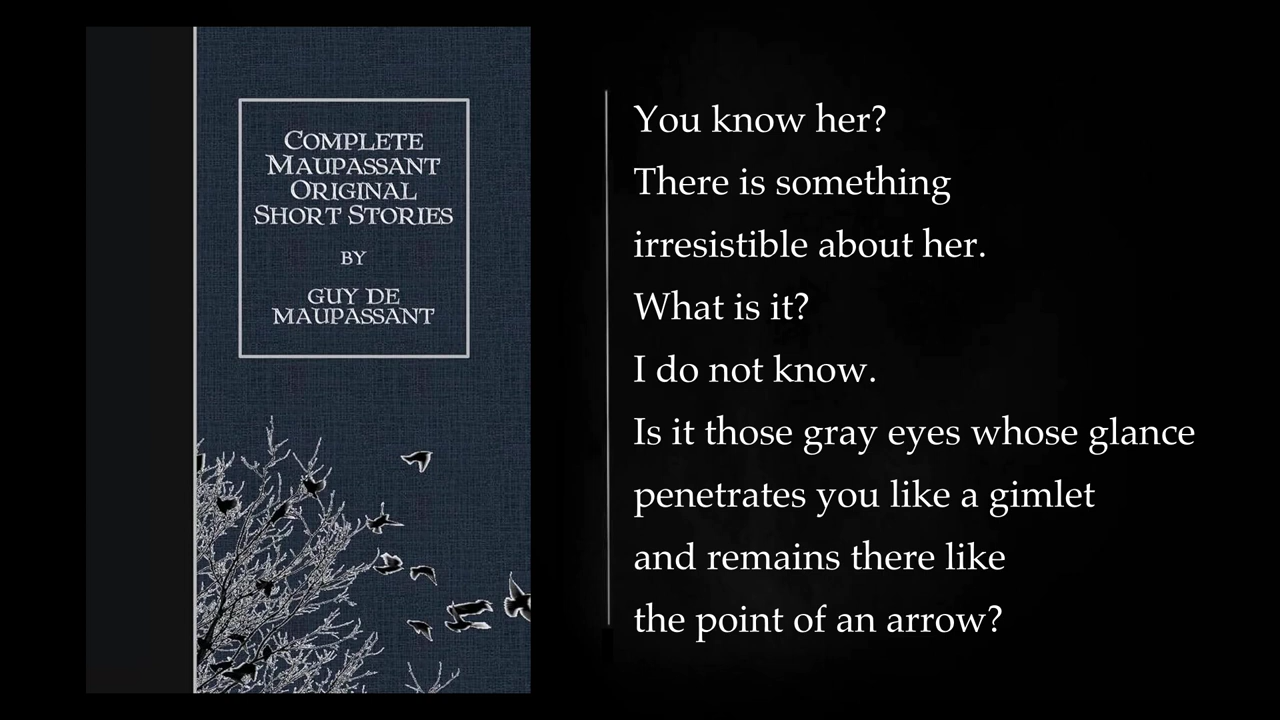 COMPLETE
MAUPASSANT
ORIGINAL
SHORT STORIES
BY
GUY DE
MAUPASSANT
You know her?
There is something
irresistible about her.
What is it?
I do not know.
Is it those gray eyes whose glance
penetrates you like a gimlet
and remains there like
the point of an arrow?